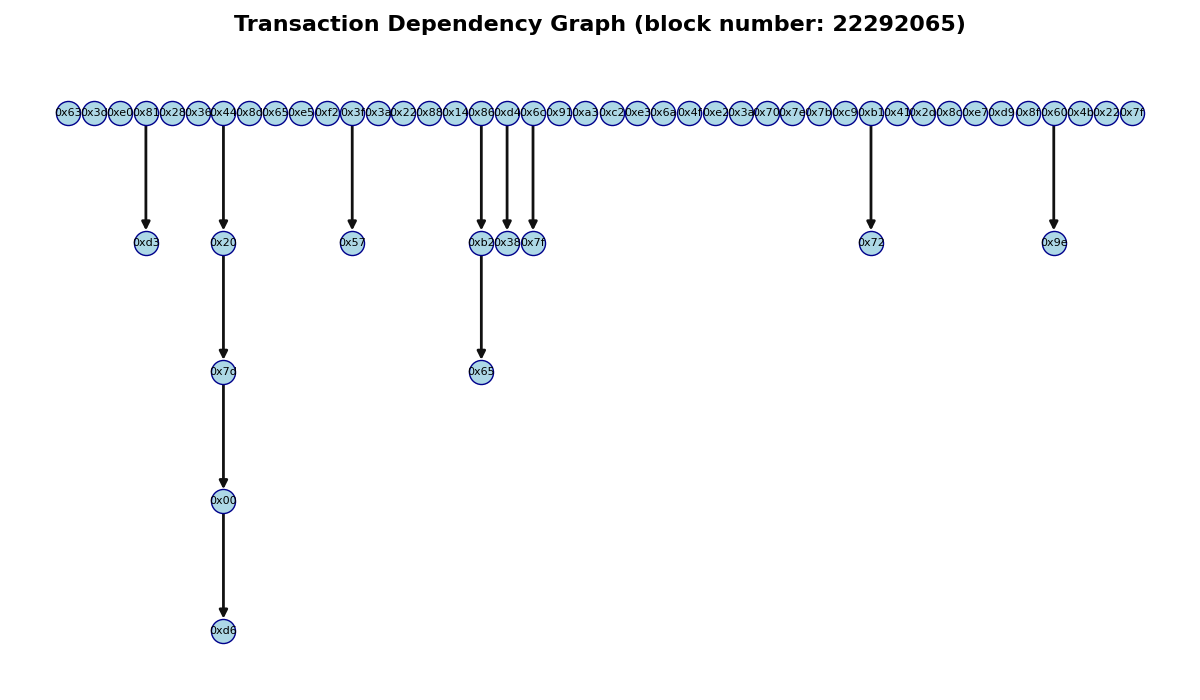 Transaction Dependency Graph (block number: 22292065)
0x63 0x3d 0xe0 0x81 0x28 0x36 0x44 0x8d 0x65 0xe5 0xf2 0x3f 0x3a 0x22 0x88 0x14 0x86 0xd4 0x6c 0x91 0xa3 0xc2 0xe3 0x6a 0x4f 0xe2 0x3a 0x70 0x7e 0x7b 0xc9 0xb1 0x41 0x2d 0x8c 0xe7 0xd9 0x8f 0x60 0x4b 0x22 0x7f
0xd3 0x20 0x57 0xb2 0x38 0x7f 0x72 0x9e
0x7d 0x65
0x00
0xd6